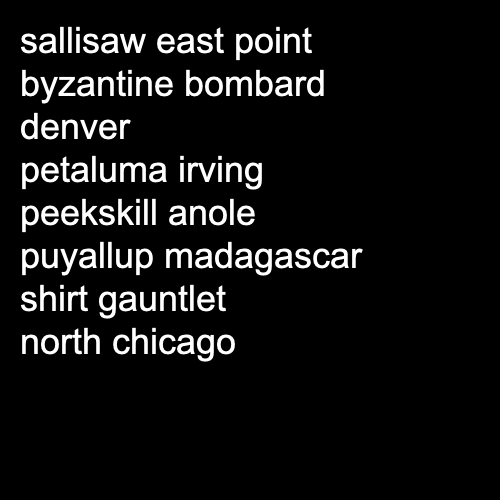 sallisaw east point
byzantine bombard
denver
petaluma irving
peekskill anole
puyallup madagascar
shirt gauntlet
north chicago